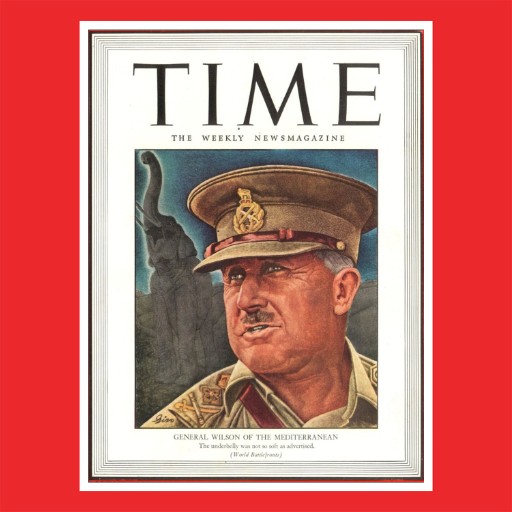 TIME
THE WEEKLY NEWSMAGAZINE
GENERAL WILSON OF THE MEDITERRANEAN
The underbelly was not so soft as advertised.
(World Battlefronts)